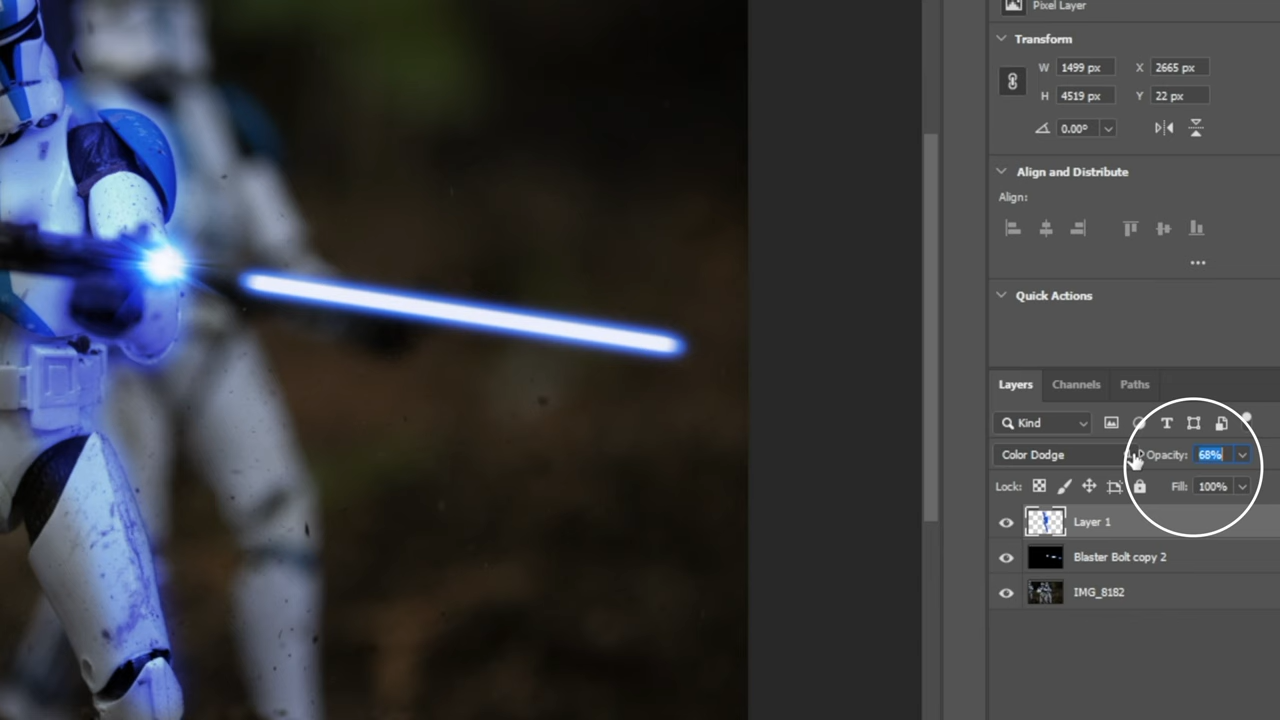 Pixel Layer
Transform
W 1499 px X 2665 px
H 4519 px Y 22 px
0.00°
Align and Distribute
Align:
Quick Actions
Layers Channels Paths
Kind
Color Dodge Opacity: 68%
Lock: Fill: 100%
Layer 1
Blaster Bolt copy 2
IMG_8182